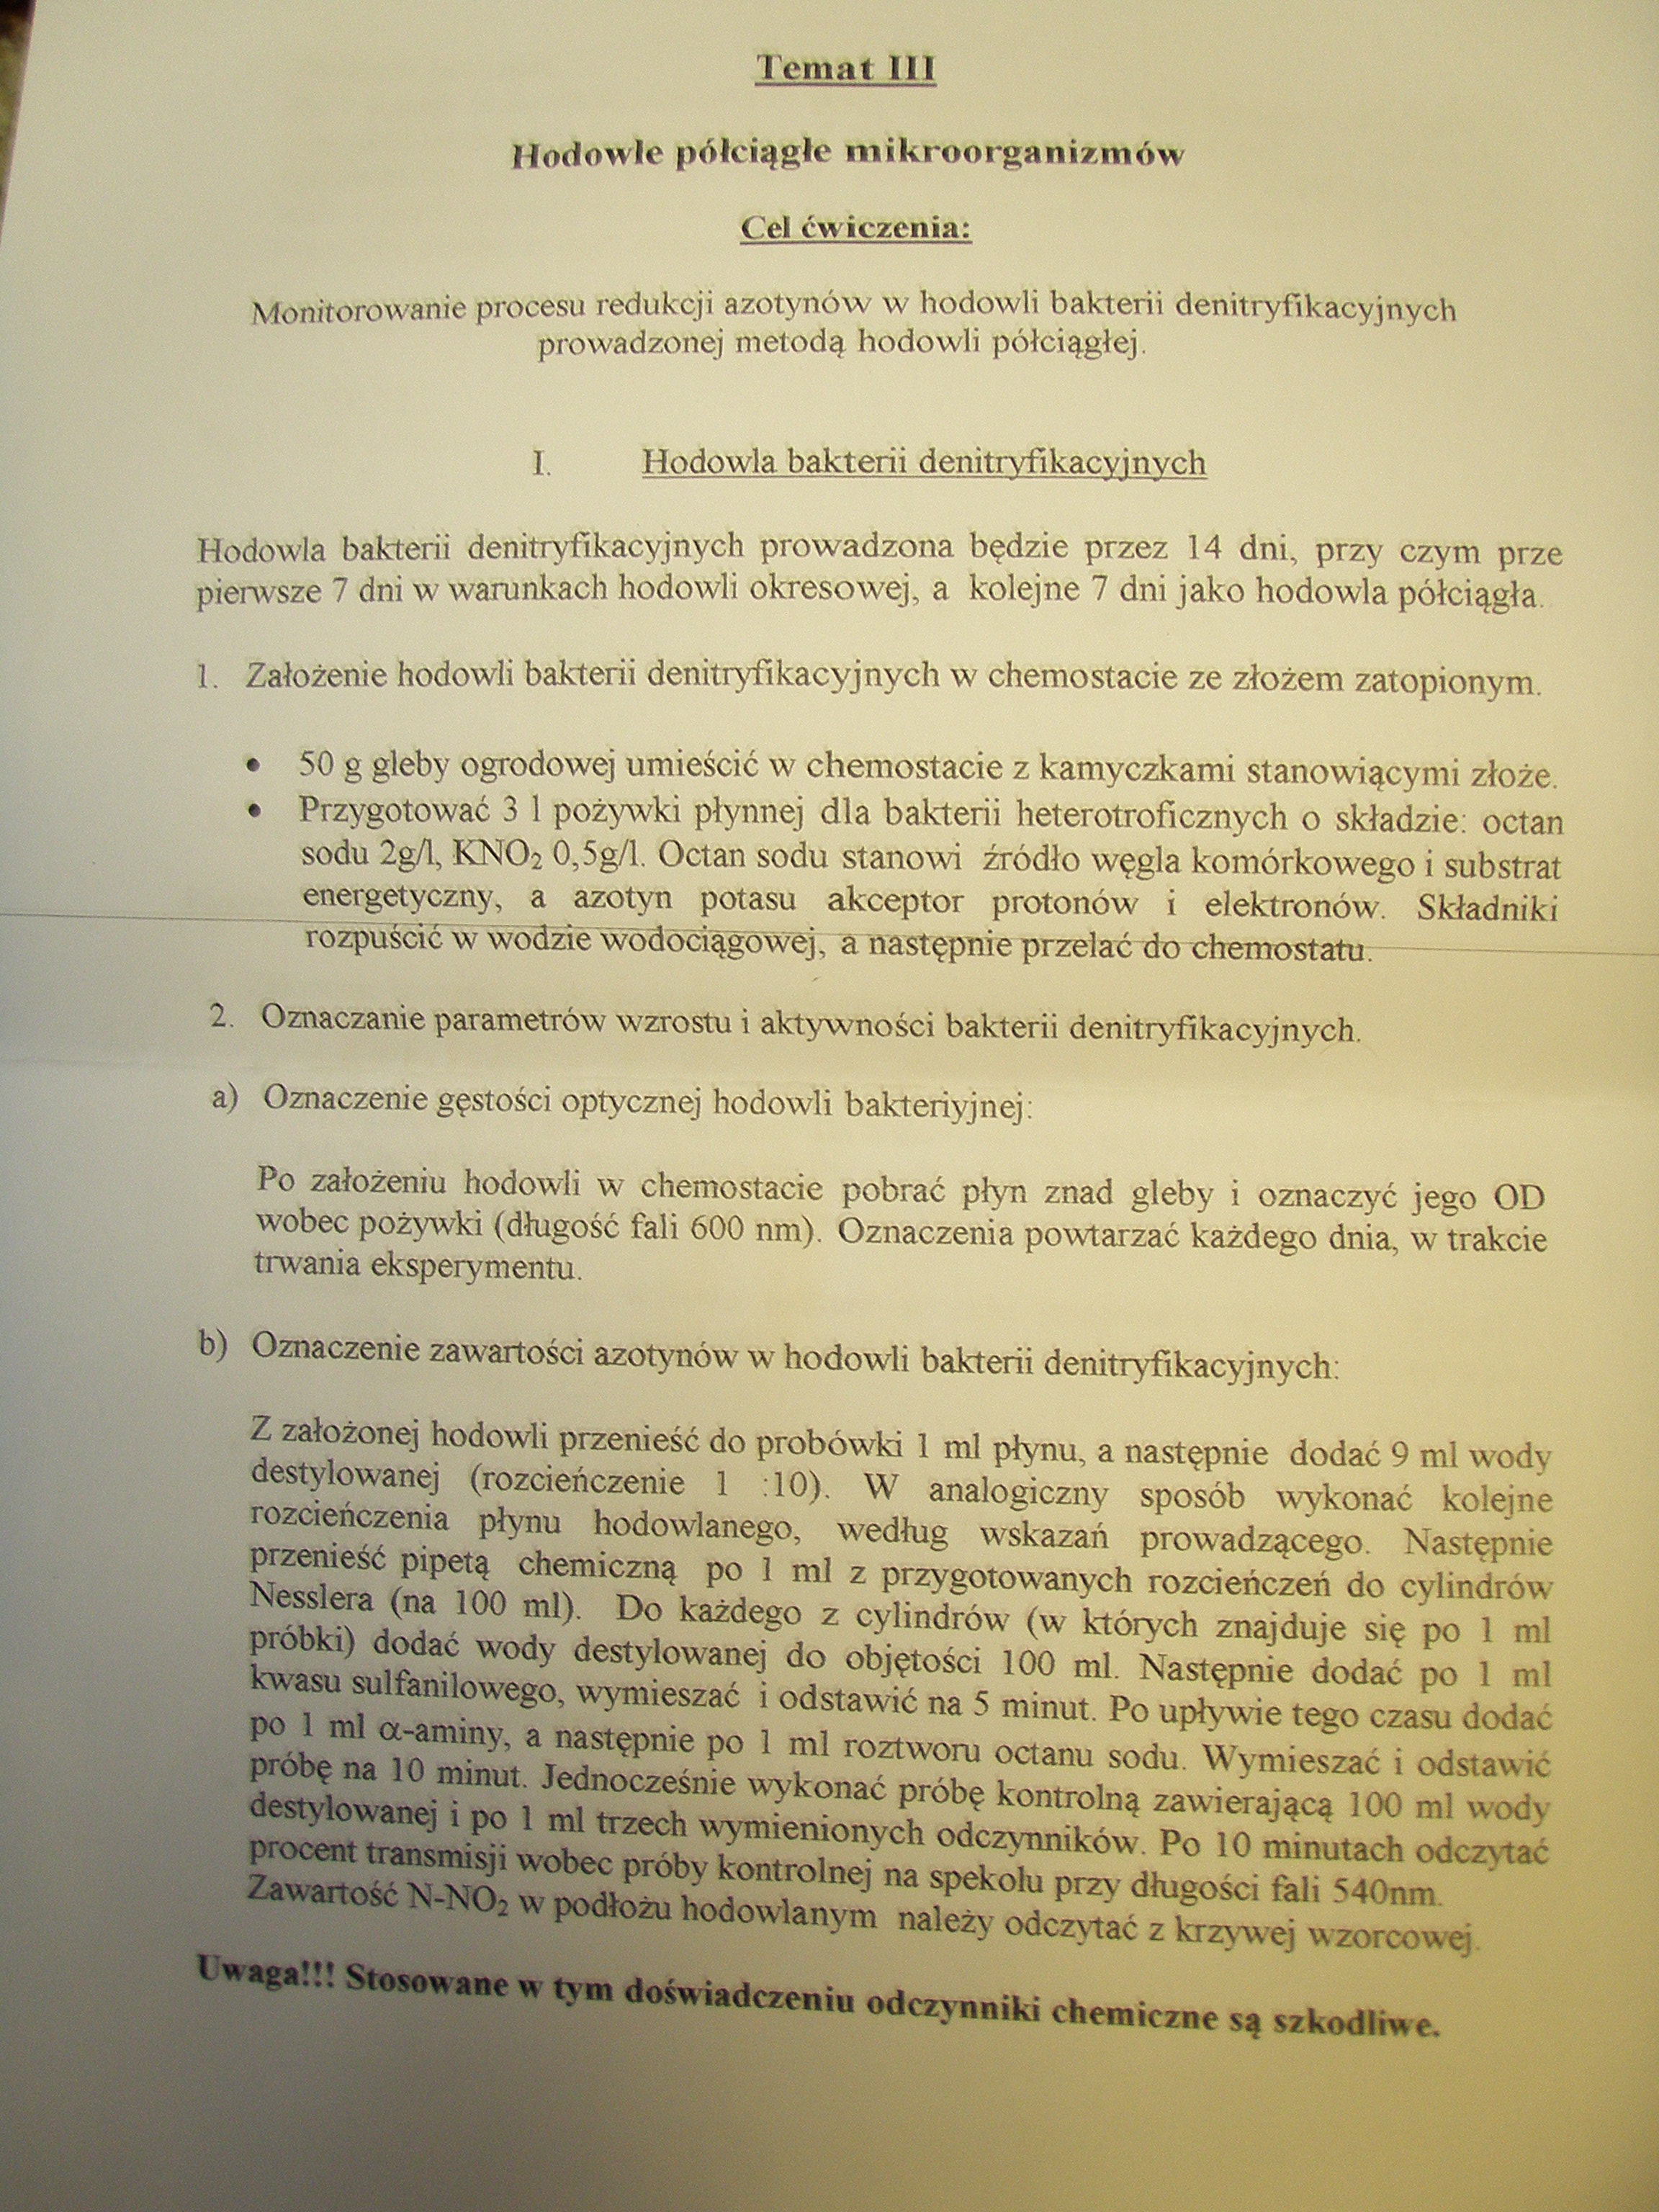 Temat III
Hodowle półciągłe mikroorganizmów
Cel ćwiczenia:
Monitorowanie procesu redukcji azotynów w hodowli bakterii denitryfikacyjnych
prowadzonej metodą hodowli półciągłej.
I. Hodowla bakterii denitryfikacyjnych
Hodowla bakterii denitryfikacyjnych prowadzona będzie przez 14 dni, przy czym prze
pierwsze 7 dni w warunkach hodowli okresowej, a kolejne 7 dni jako hodowla półciągła.
1. Założenie hodowli bakterii denitryfikacyjnych w chemostacie ze złożem zatopionym.
• 50 g gleby ogrodowej umieścić w chemostacie z kamyczkami stanowiącymi złoże.
• Przygotować 3 l pożywki płynnej dla bakterii heterotroficznych o składzie: octan
sodu 2g/l, KNO₂ 0,5g/l. Octan sodu stanowi źródło węgla komórkowego i substrat
energetyczny, a azotyn potasu akceptor protonów i elektronów. Składniki
rozpuścić w wodzie wodociągowej, a następnie przelać do chemostatu.
2. Oznaczanie parametrów wzrostu i aktywności bakterii denitryfikacyjnych.
a) Oznaczenie gęstości optycznej hodowli bakteriyjnej:
Po założeniu hodowli w chemostacie pobrać płyn znad gleby i oznaczyć jego OD
wobec pożywki (długość fali 600 nm). Oznaczenia powtarzać każdego dnia, w trakcie
trwania eksperymentu.
b) Oznaczenie zawartości azotynów w hodowli bakterii denitryfikacyjnych:
Z założonej hodowli przenieść do probówki 1 ml płynu, a następnie dodać 9 ml wody
destylowanej (rozcieńczenie 1 :10). W analogiczny sposób wykonać kolejne
rozcieńczenia płynu hodowlanego, według wskazań prowadzącego. Następnie
przenieść pipetą chemiczną po 1 ml z przygotowanych rozcieńczeń do cylindrów
Nesslera (na 100 ml). Do każdego z cylindrów (w których znajduje się po 1 ml
próbki) dodać wody destylowanej do objętości 100 ml. Następnie dodać po 1 ml
kwasu sulfanilowego, wymieszać i odstawić na 5 minut. Po upływie tego czasu dodać
po 1 ml α-aminy, a następnie po 1 ml roztworu octanu sodu. Wymieszać i odstawić
próbę na 10 minut. Jednocześnie wykonać próbę kontrolną zawierającą 100 ml wody
destylowanej i po 1 ml trzech wymienionych odczynników. Po 10 minutach odczytać
procent transmisji wobec próby kontrolnej na spekolu przy długości fali 540nm.
Zawartość N-NO₂ w podłożu hodowlanym należy odczytać z krzywej wzorcowej.
Uwaga!!! Stosowane w tym doświadczeniu odczynniki chemiczne są szkodliwe.